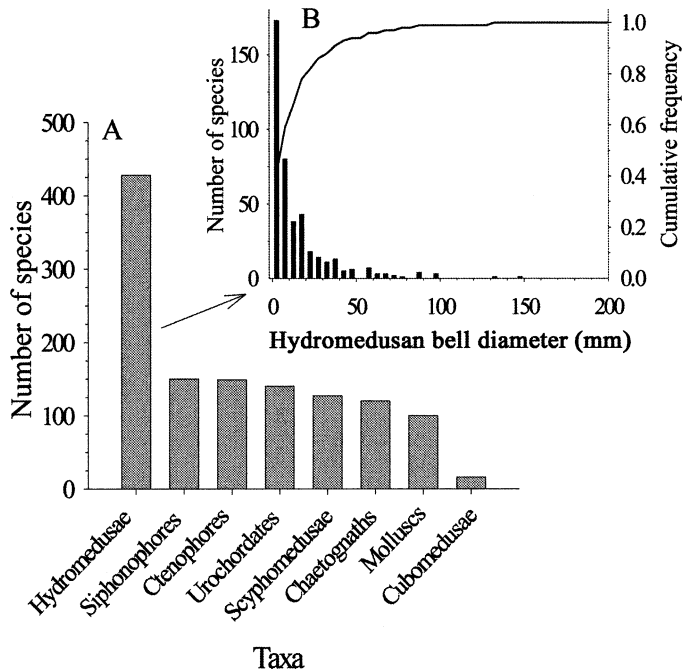 B
Number of species
150
100
50
0
1.0
0.8
0.6
0.4
0.2
0.0
Cumulative frequency
0 50 100 150 200
Hydromedusan bell diameter (mm)
A
Number of species
500
400
300
200
100
0
Hydromedusae
Siphonophores
Ctenophores
Urochordates
Scyphomedusae
Chaetognaths
Molluscs
Cubomedusae
Taxa